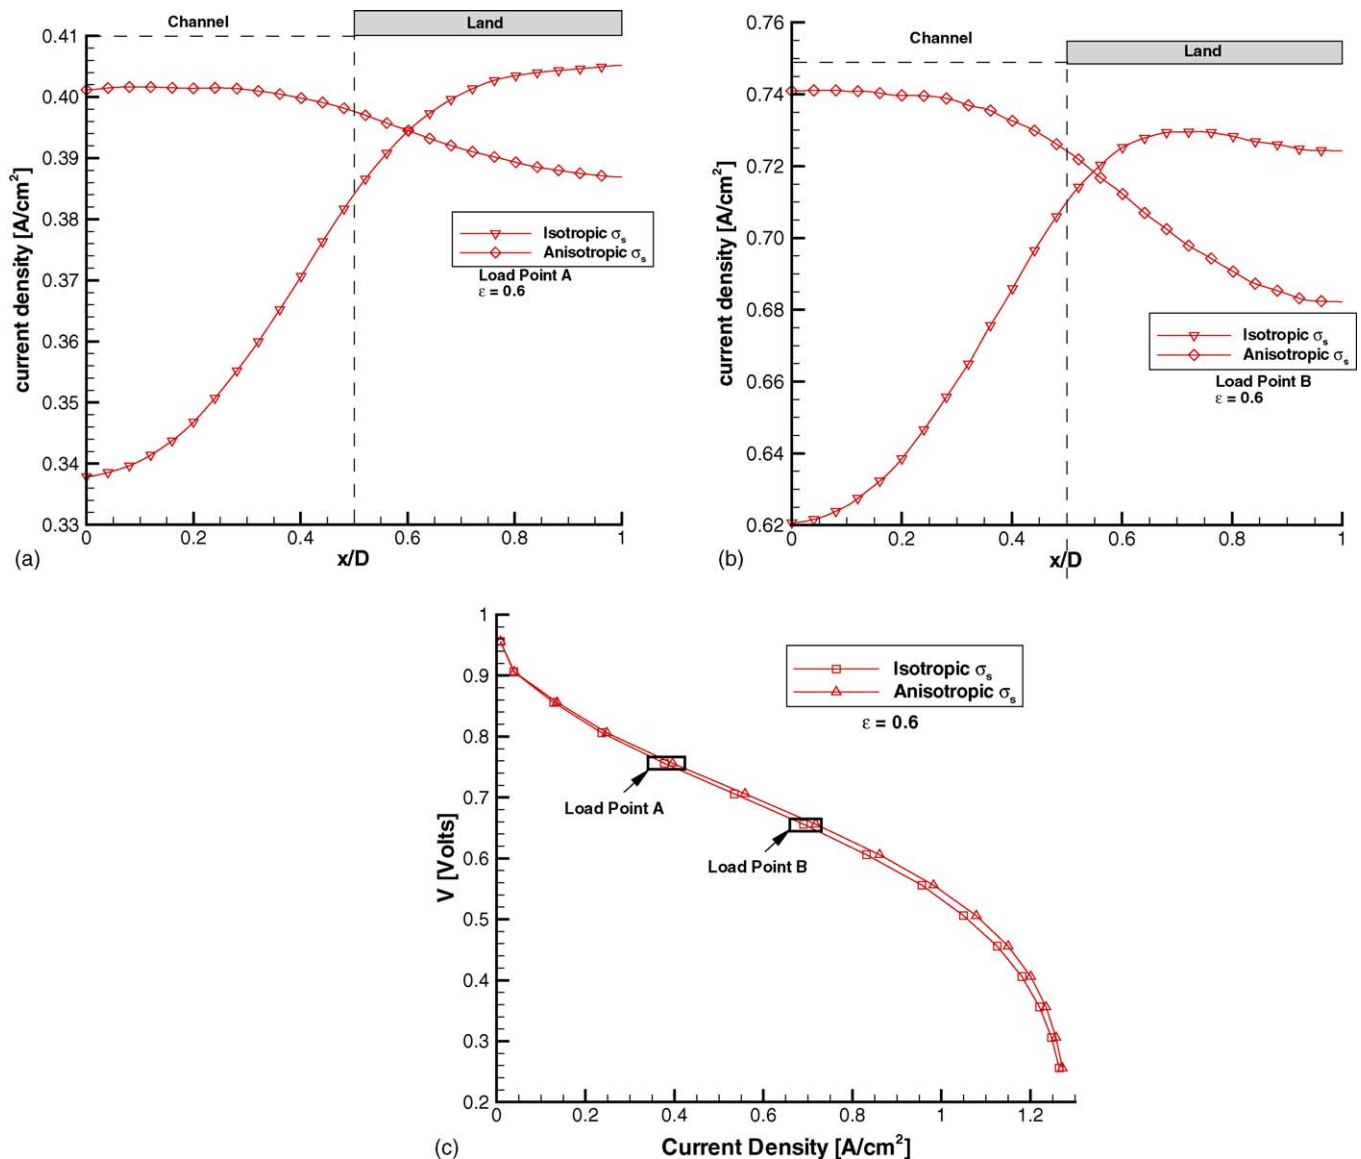 Channel
Land
0.41
0.40
0.39
0.38
0.37
0.36
0.35
0.34
0.33
current density [A/cm²]
Isotropic σs
Anisotropic σs
Load Point A
ε = 0.6
0
0.2
0.4
0.6
0.8
1
x/D
(a)
Channel
Land
0.76
0.74
0.72
0.70
0.68
0.66
0.64
0.62
current density [A/cm²]
Isotropic σs
Anisotropic σs
Load Point B
ε = 0.6
0
0.2
0.4
0.6
0.8
1
x/D
(b)
1
0.9
0.8
0.7
0.6
0.5
0.4
0.3
0.2
V [Volts]
Isotropic σs
Anisotropic σs
ε = 0.6
Load Point A
Load Point B
0
0.2
0.4
0.6
0.8
1
1.2
Current Density [A/cm²]
(c)